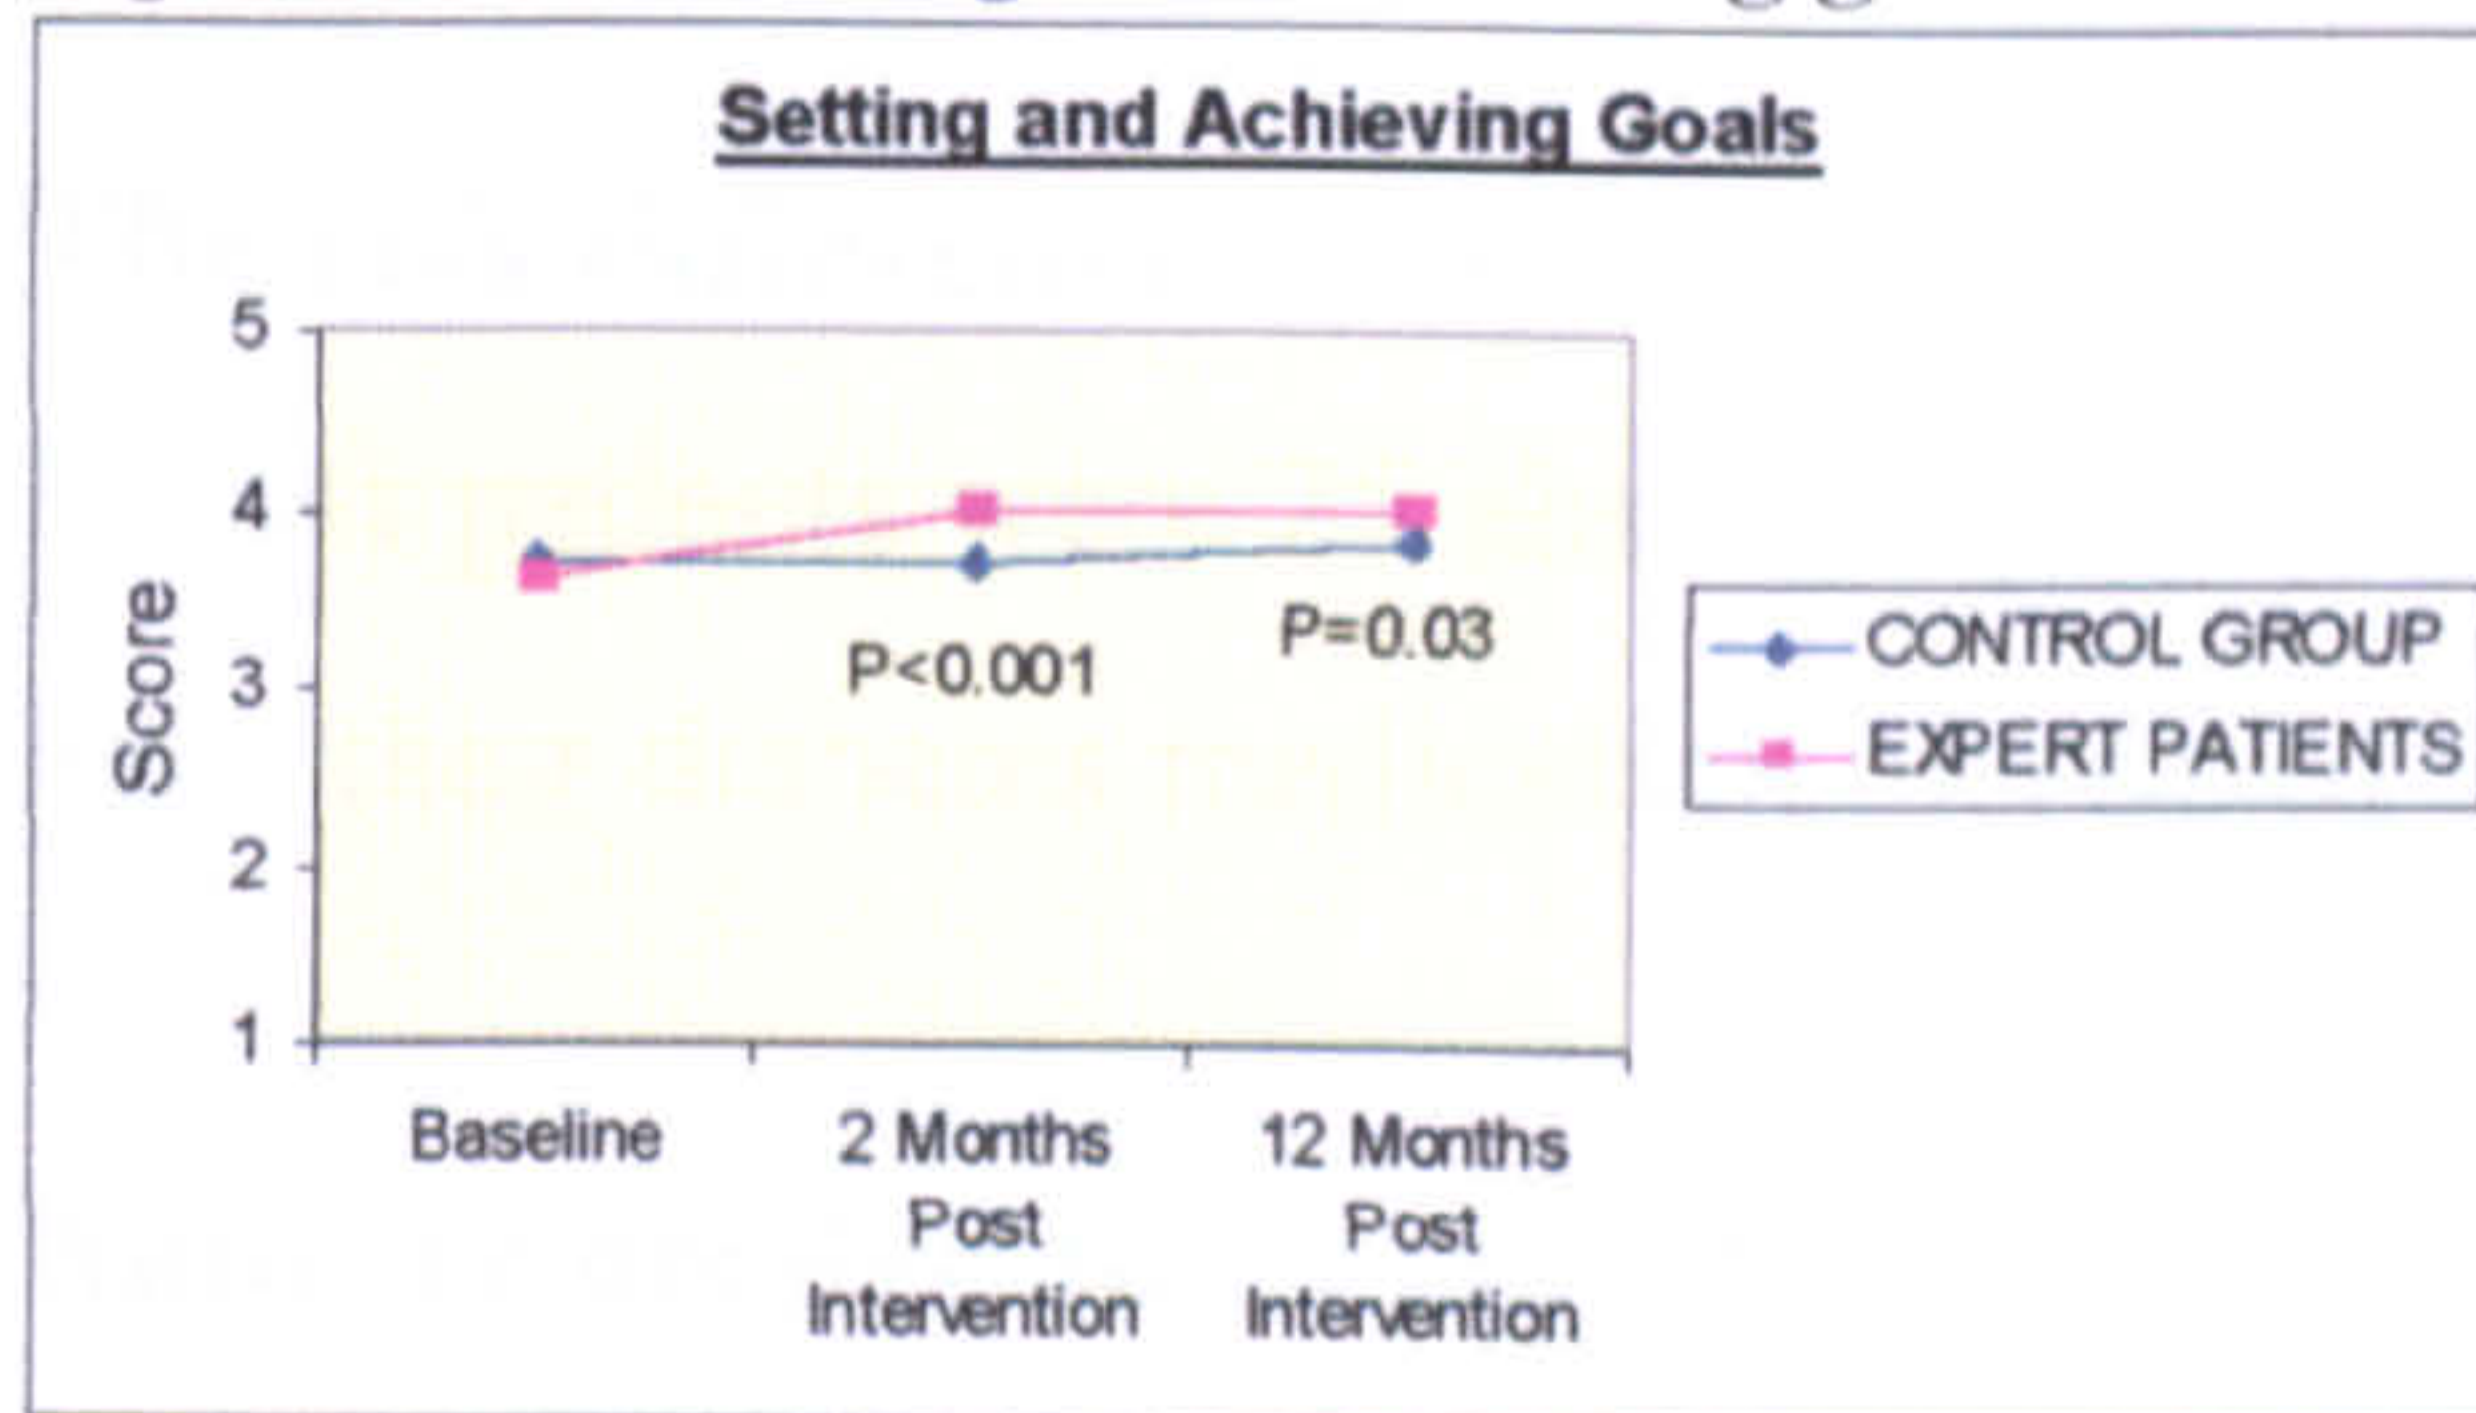 Setting and Achieving Goals
5
4
3
2
1
Score
P<0.001
P=0.03
CONTROL GROUP
EXPERT PATIENTS
Baseline
2 Months
Post
Intervention
12 Months
Post
Intervention